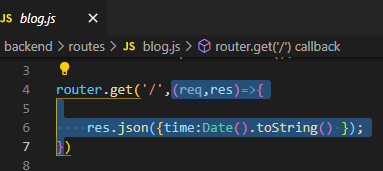 JS blog.js
backend > routes > JS blog.js > router.get('/') callback
3
4 router.get('/',(req,res)=>{
5
6 ····res.json({time:Date().toString()·});
7 })
8